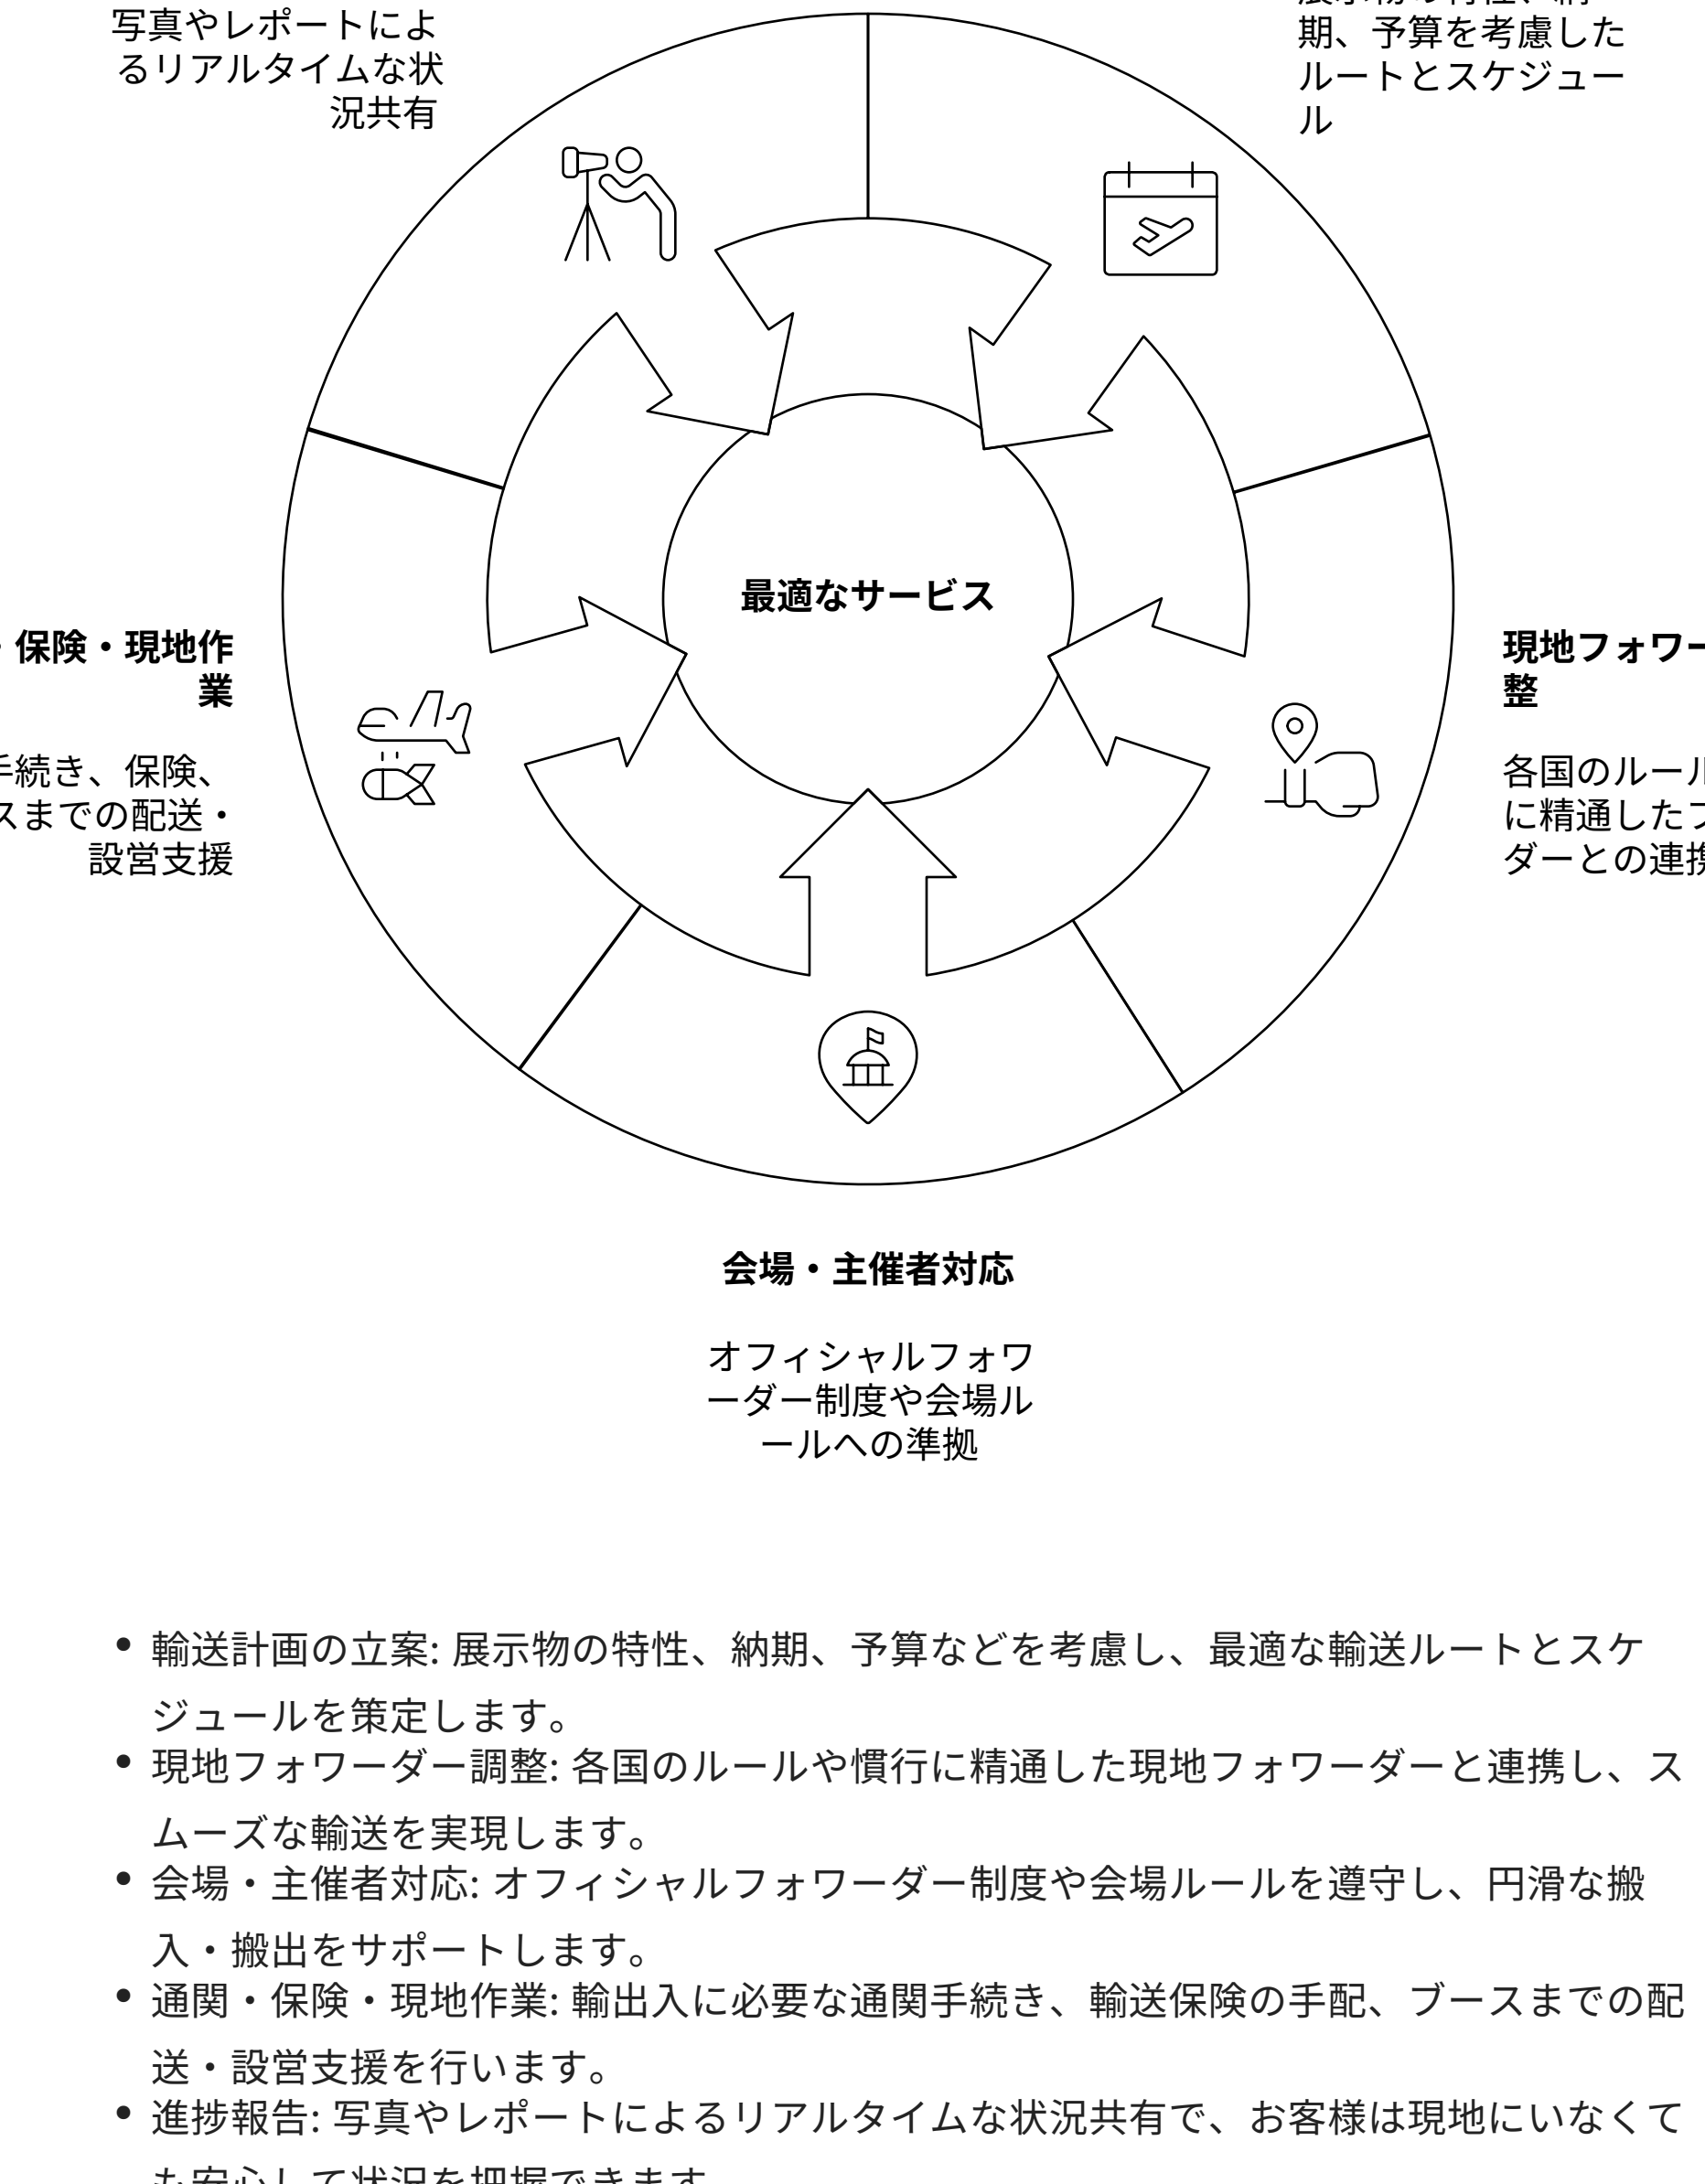 写真やレポートによ
るリアルタイムな状
況共有
期、予算を考慮した
ルートとスケジュー
ル
最適なサービス
・保険・現地作
業
手続き、保険、
スまでの配送・
設営支援
現地フォワー
整
各国のルール
に精通したフ
ダーとの連携
会場・主催者対応
オフィシャルフォワ
ーダー制度や会場ル
ールへの準拠
• 輸送計画の立案: 展示物の特性、納期、予算などを考慮し、最適な輸送ルートとスケ
ジュールを策定します。
• 現地フォワーダー調整: 各国のルールや慣行に精通した現地フォワーダーと連携し、ス
ムーズな輸送を実現します。
• 会場・主催者対応: オフィシャルフォワーダー制度や会場ルールを遵守し、円滑な搬
入・搬出をサポートします。
• 通関・保険・現地作業: 輸出入に必要な通関手続き、輸送保険の手配、ブースまでの配
送・設営支援を行います。
• 進捗報告: 写真やレポートによるリアルタイムな状況共有で、お客様は現地にいなくて
も安心して状況を把握できます